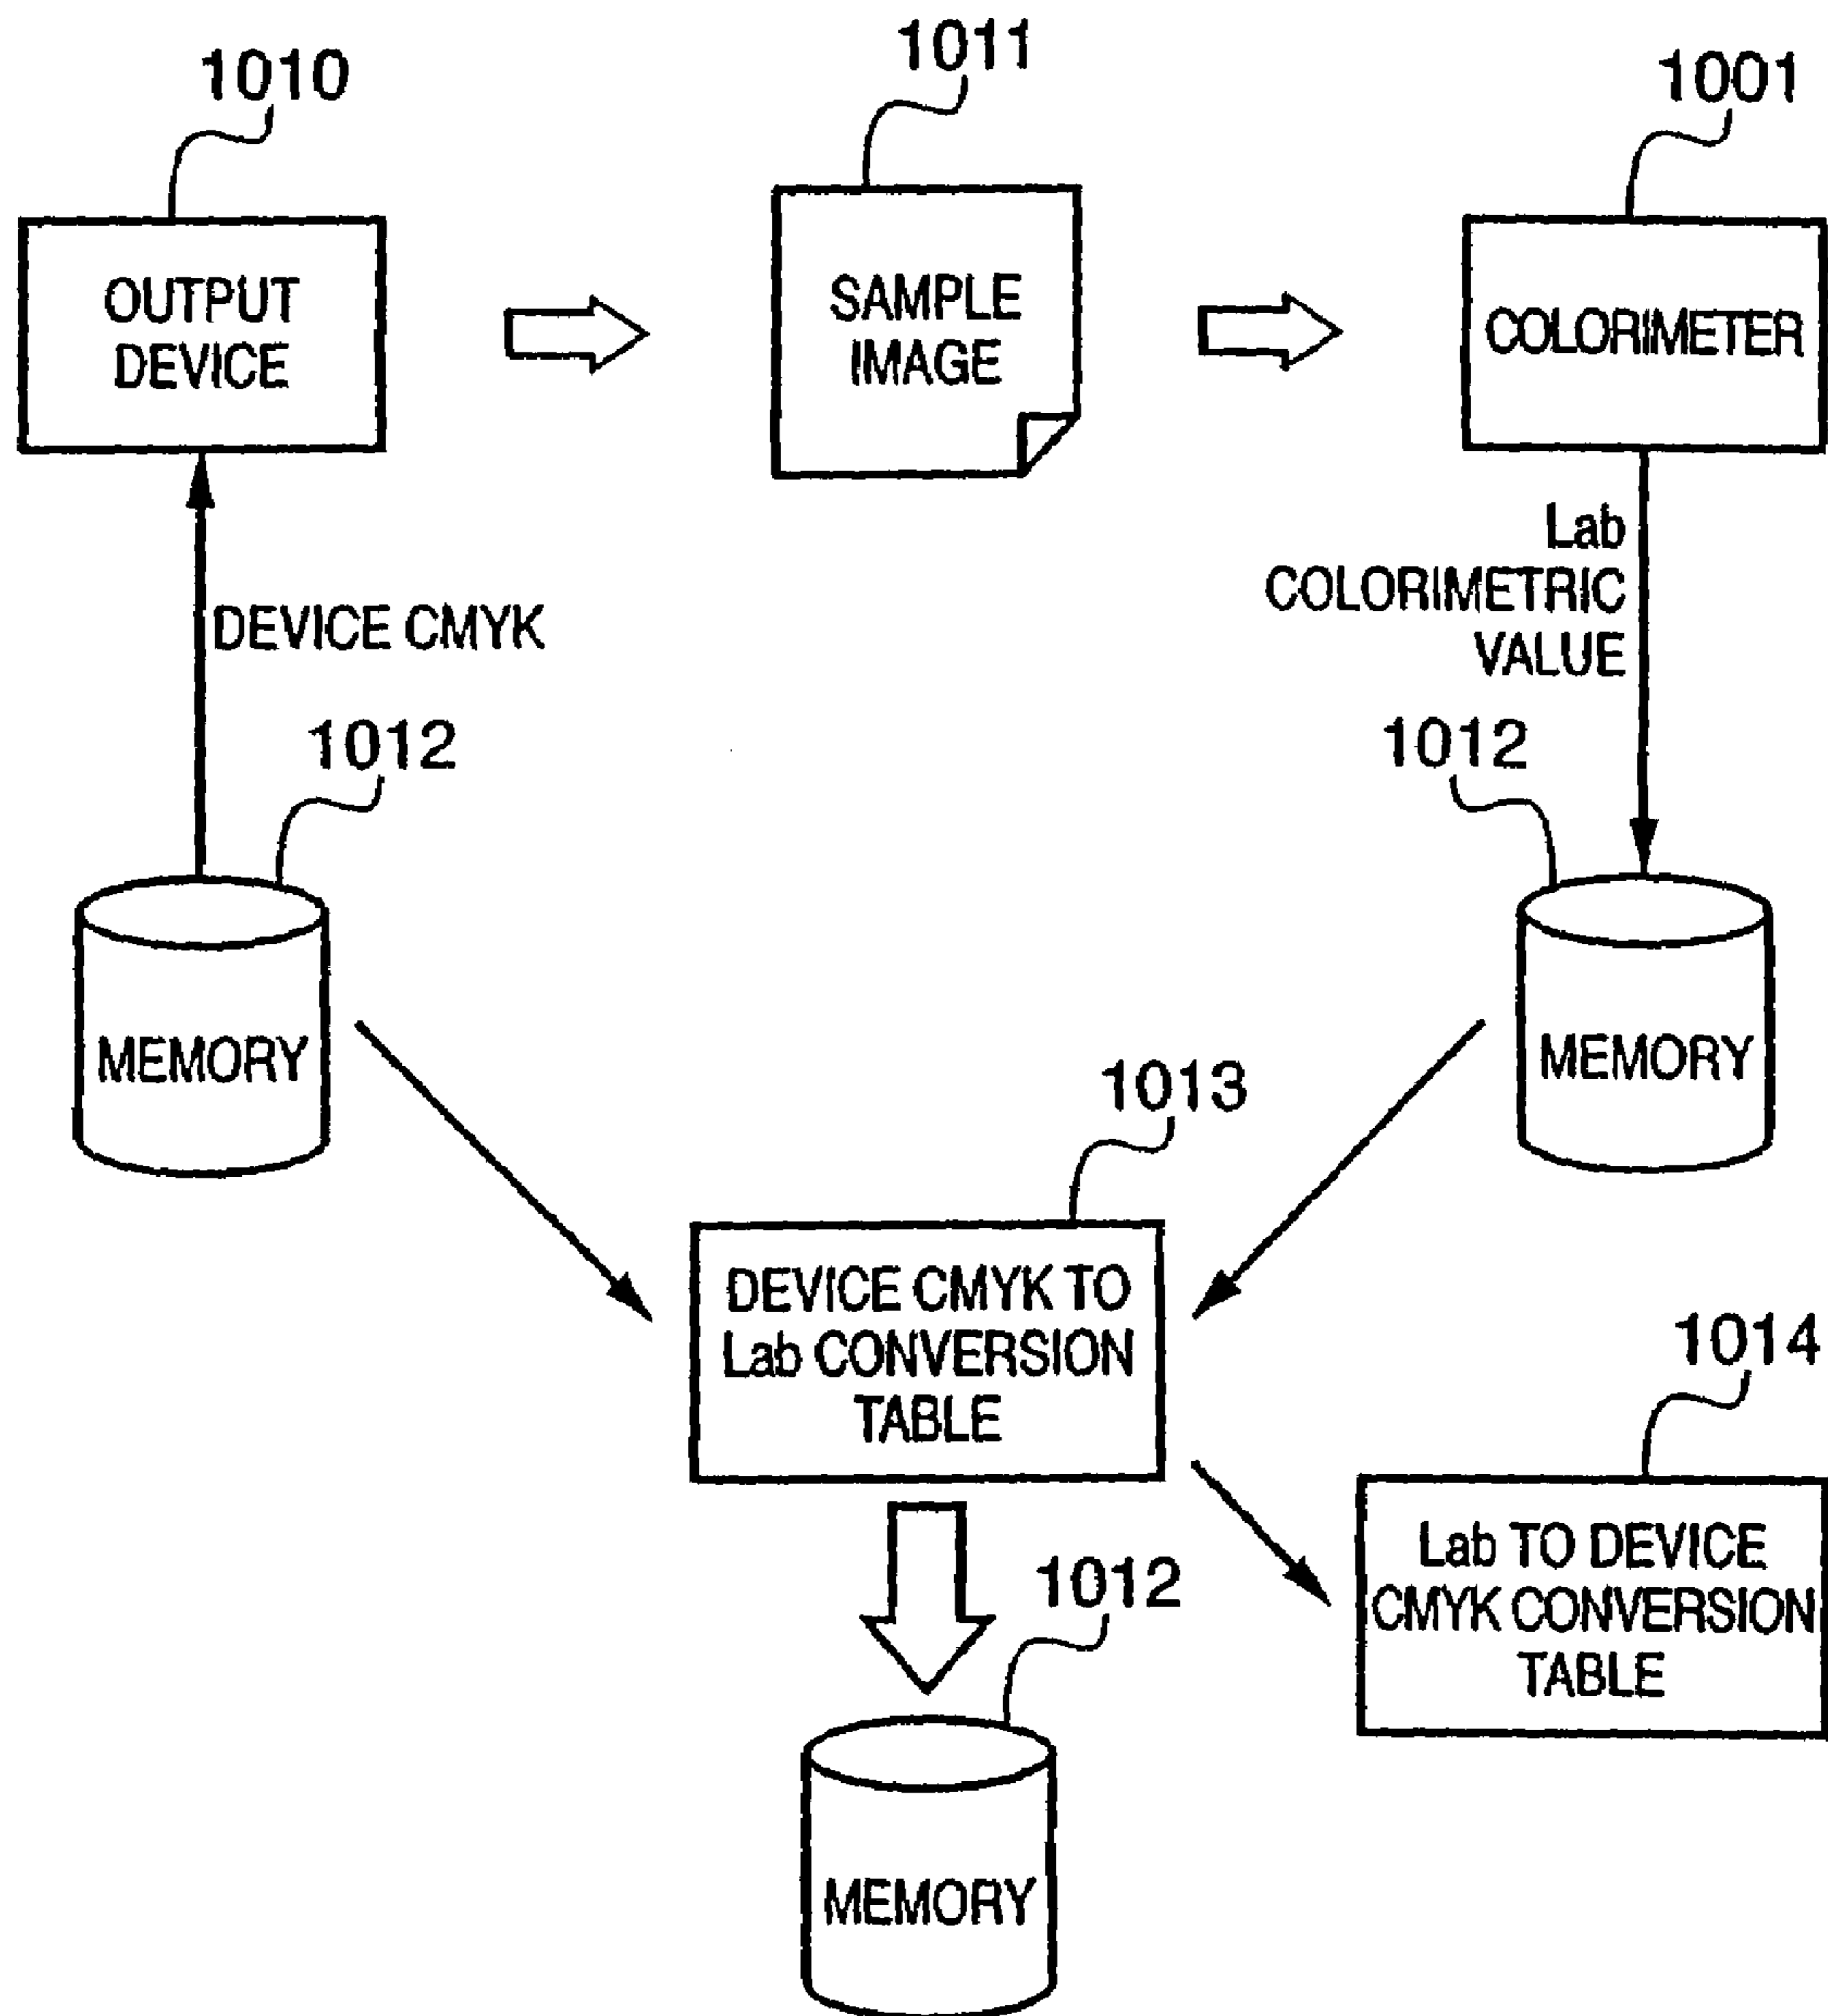 1010
1011
1001
OUTPUT
DEVICE
SAMPLE
IMAGE
COLORIMETER
DEVICE CMYK
Lab
COLORIMETRIC
VALUE
1012
1012
MEMORY
MEMORY
1013
DEVICE CMYK TO
Lab CONVERSION
TABLE
1014
Lab TO DEVICE
CMYK CONVERSION
TABLE
1012
MEMORY